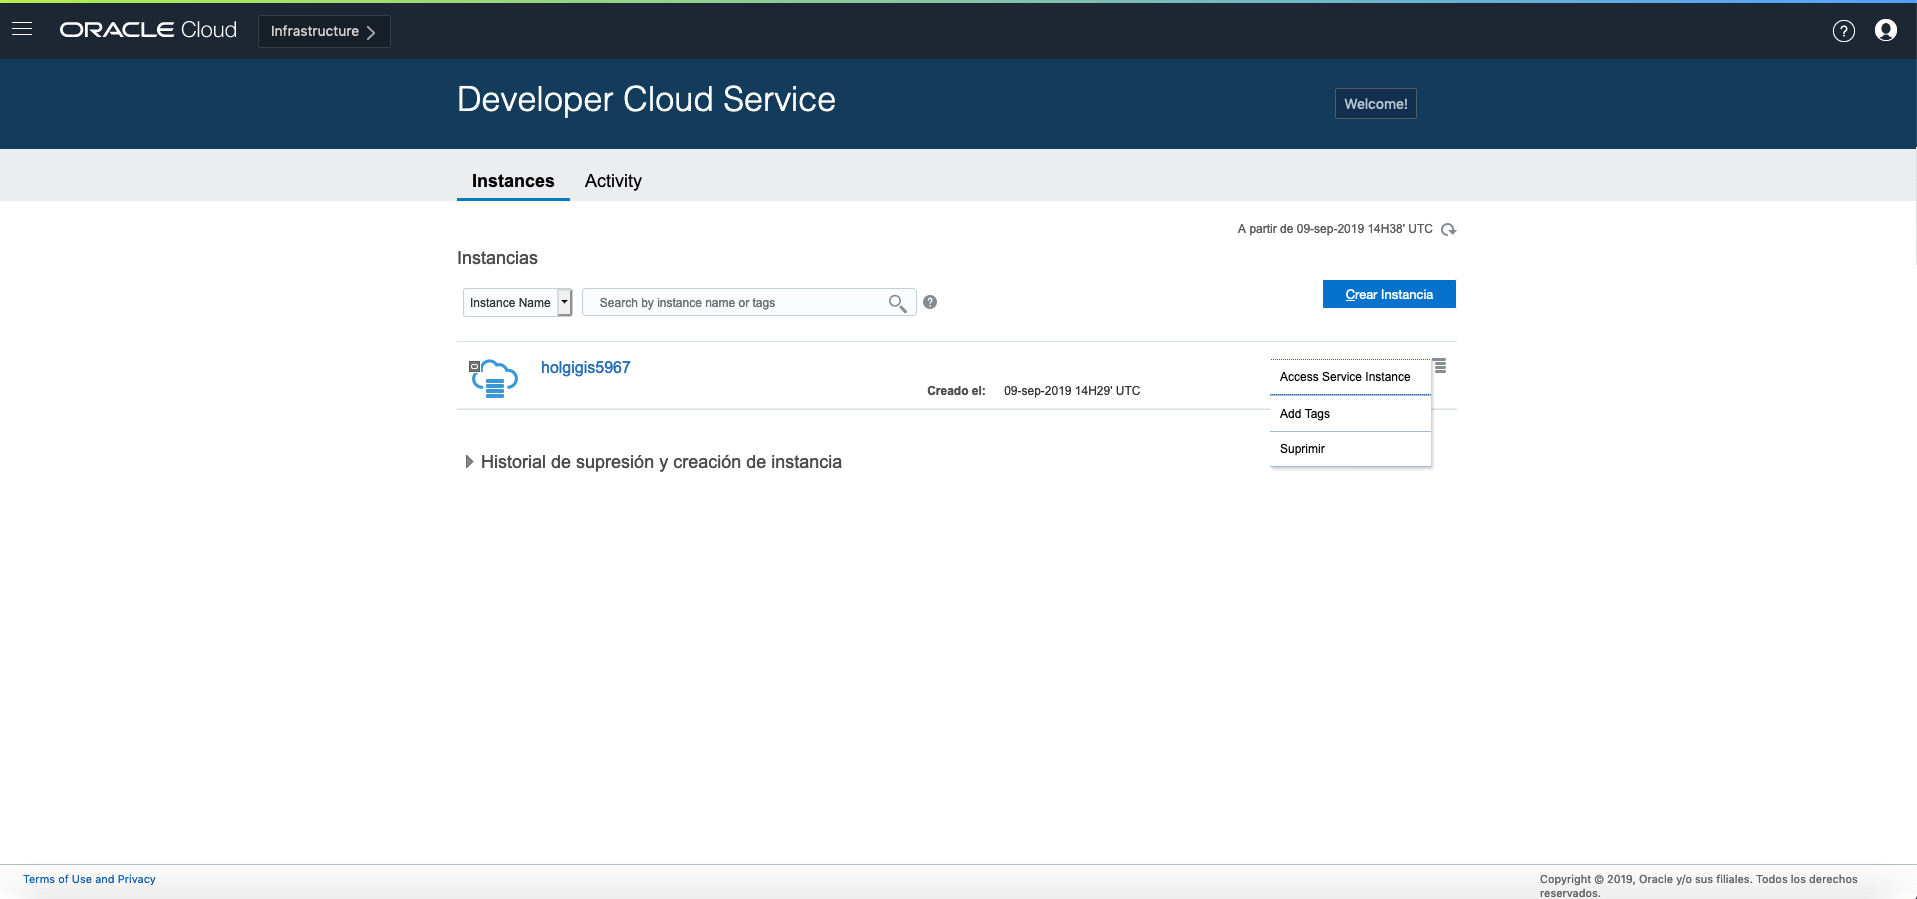 ORACLE Cloud
Infrastructure
?
Developer Cloud Service
Welcome!
Instances
Activity
A partir de 09-sep-2019 14H38' UTC
Instancias
Instance Name
Search by instance name or tags
?
Crear Instancia
holgigis5967
Creado el: 09-sep-2019 14H29' UTC
Access Service Instance
Add Tags
Suprimir
Historial de supresión y creación de instancia
Terms of Use and Privacy
Copyright © 2019, Oracle y/o sus filiales. Todos los derechos
reservados.